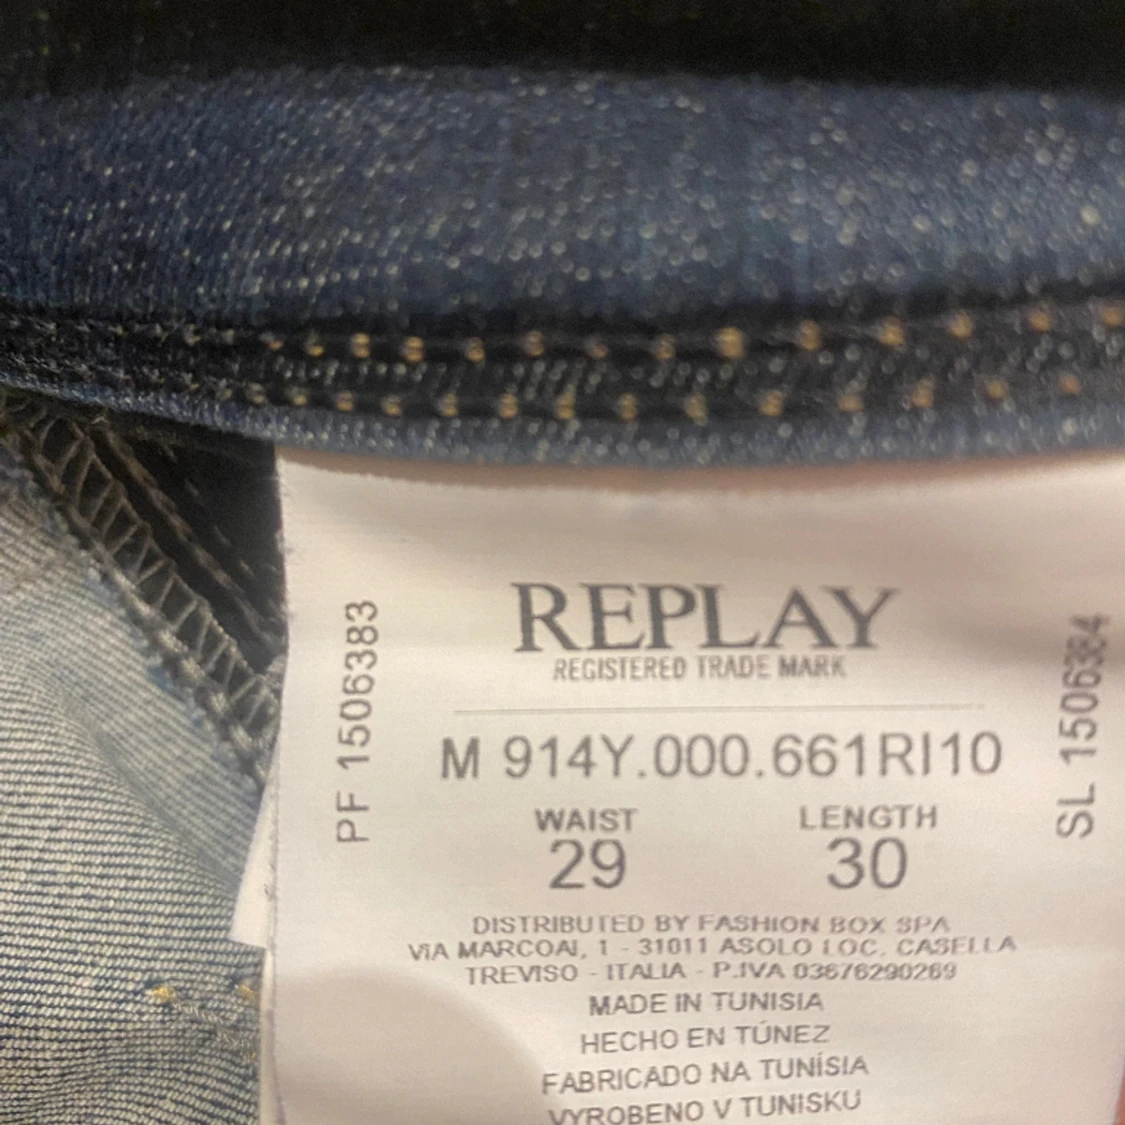 REPLAY
REGISTERED TRADE MARK
PF 1506383
SL 1506384
M 914Y.000.661RI10
WAIST LENGTH
29 30
DISTRIBUTED BY FASHION BOX SPA
VIA MARCOAI, 1 - 31011 ASOLO LOC. CASELLA
TREVISO - ITALIA - P.IVA 03676290269
MADE IN TUNISIA
HECHO EN TÚNEZ
FABRICADO NA TUNÍSIA
VYROBENO V TUNISKU